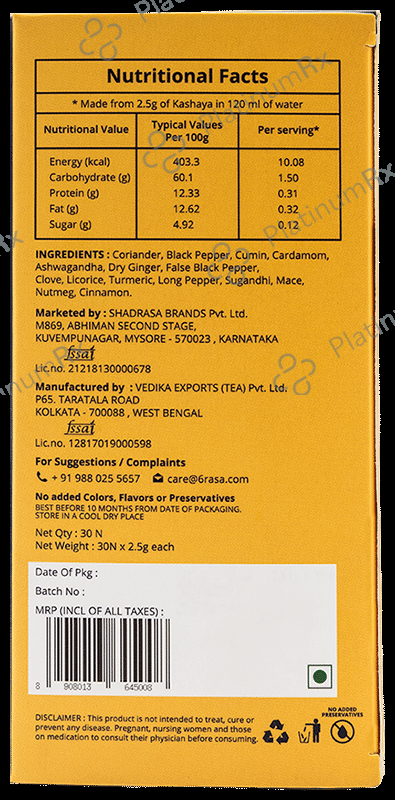 Nutritional Facts
* Made from 2.5g of Kashaya in 120 ml of water
Nutritional Value Typical Values Per 100g Per serving*
Energy (kcal) 403.3 10.08
Carbohydrate (g) 60.1 1.50
Protein (g) 12.33 0.31
Fat (g) 12.62 0.32
Sugar (g) 4.92 0.12
INGREDIENTS : Coriander, Black Pepper, Cumin, Cardamom,
Ashwagandha, Dry Ginger, False Black Pepper,
Clove, Licorice, Turmeric, Long Pepper, Sugandhi, Mace,
Nutmeg, Cinnamon.
Marketed by : SHADRASA BRANDS Pvt. Ltd.
M869, ABHIMAN SECOND STAGE,
KUVEMPUNAGAR, MYSORE - 570023 , KARNATAKA
fssai
Lic.no. 21218130000678
Manufactured by : VEDIKA EXPORTS (TEA) Pvt. Ltd.
P65. TARATALA ROAD
KOLKATA - 700088 , WEST BENGAL
fssai
Lic.no. 12817019000598
For Suggestions / Complaints
+ 91 988 025 5657 care@6rasa.com
No added Colors, Flavors or Preservatives
BEST BEFORE 10 MONTHS FROM DATE OF PACKAGING.
STORE IN A COOL DRY PLACE
Net Qty : 30 N
Net Weight : 30N x 2.5g each
Date Of Pkg :
Batch No :
MRP (INCL OF ALL TAXES) :
8 908013 645008
NO ADDED
PRESERVATIVES
DISCLAIMER : This product is not intended to treat, cure or
prevent any disease. Pregnant, nursing women and those
on medication to consult their physician before consuming.
PlatinumRx
PlatinumRx
PlatinumRx
PlatinumRx